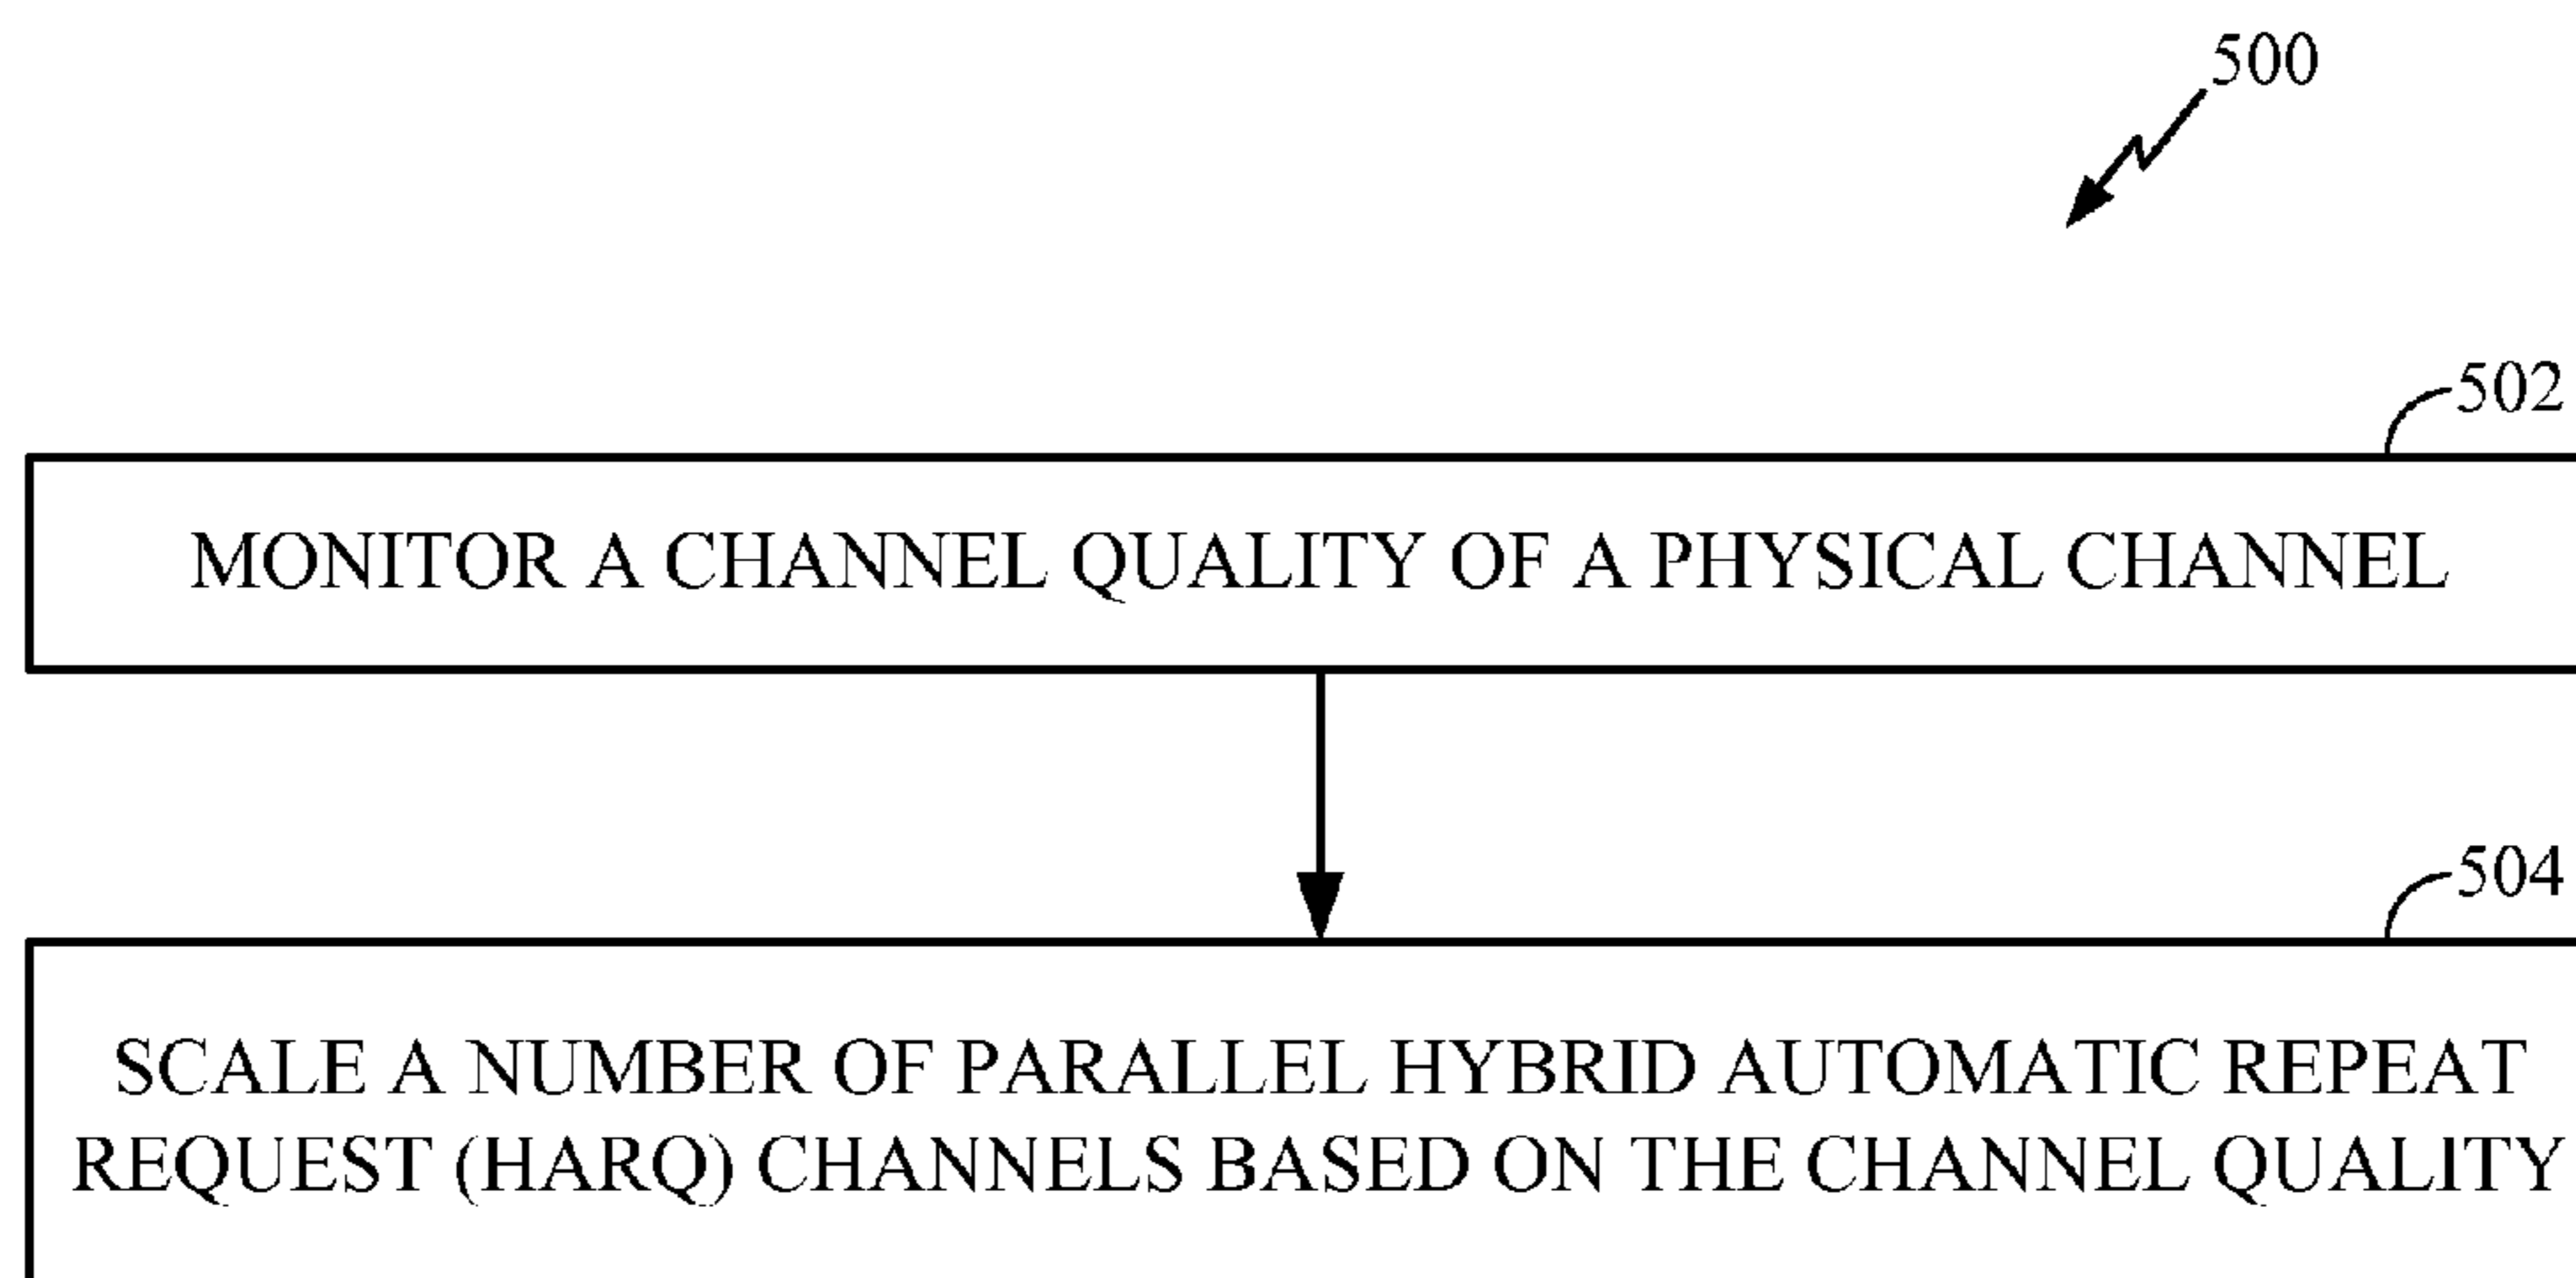 500
502
MONITOR A CHANNEL QUALITY OF A PHYSICAL CHANNEL
504
SCALE A NUMBER OF PARALLEL HYBRID AUTOMATIC REPEAT
REQUEST (HARQ) CHANNELS BASED ON THE CHANNEL QUALITY